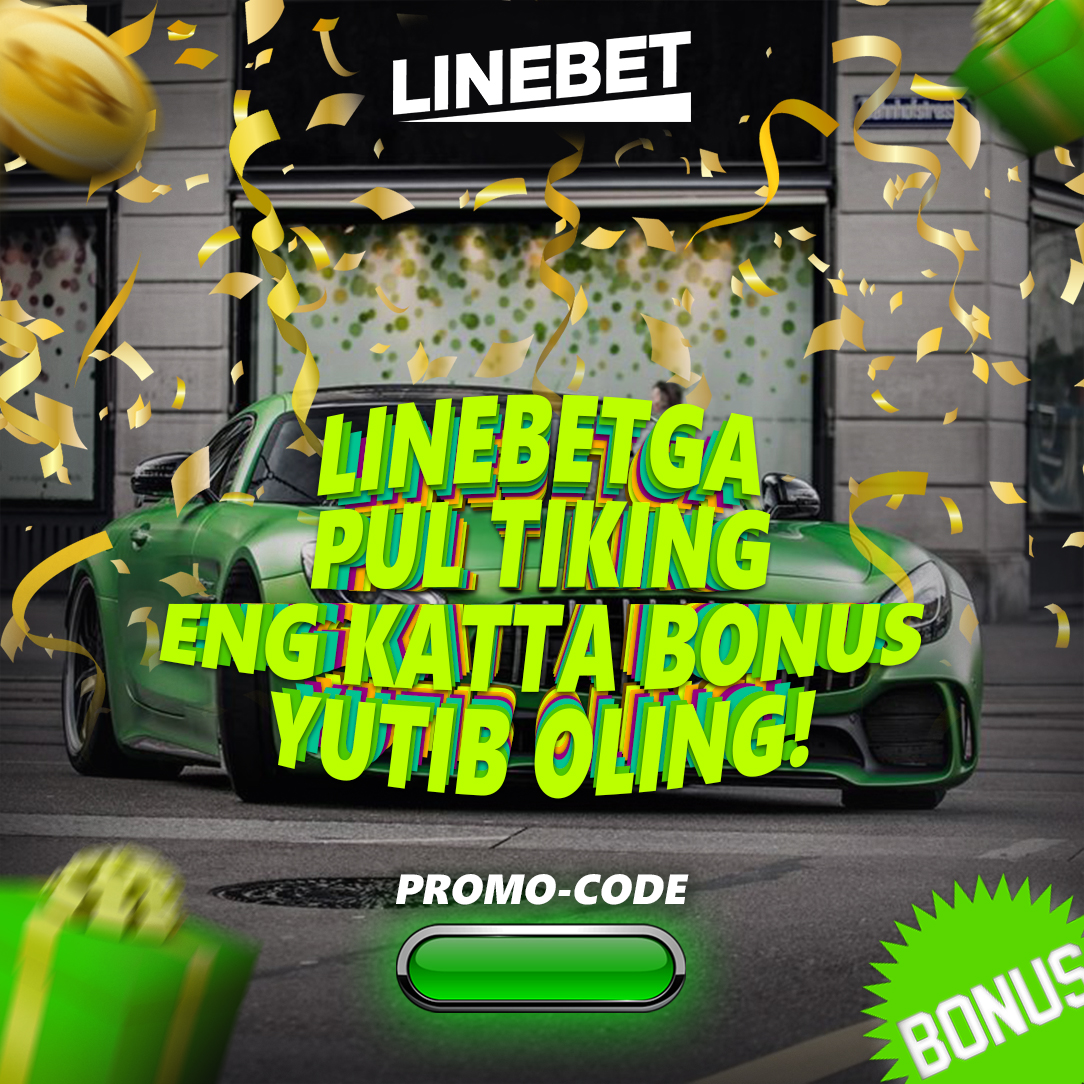 LINEBET
LINEBETGA
PUL TIKING
ENG KATTA BONUS
YUTIB OLING!
PROMO-CODE
BONUS